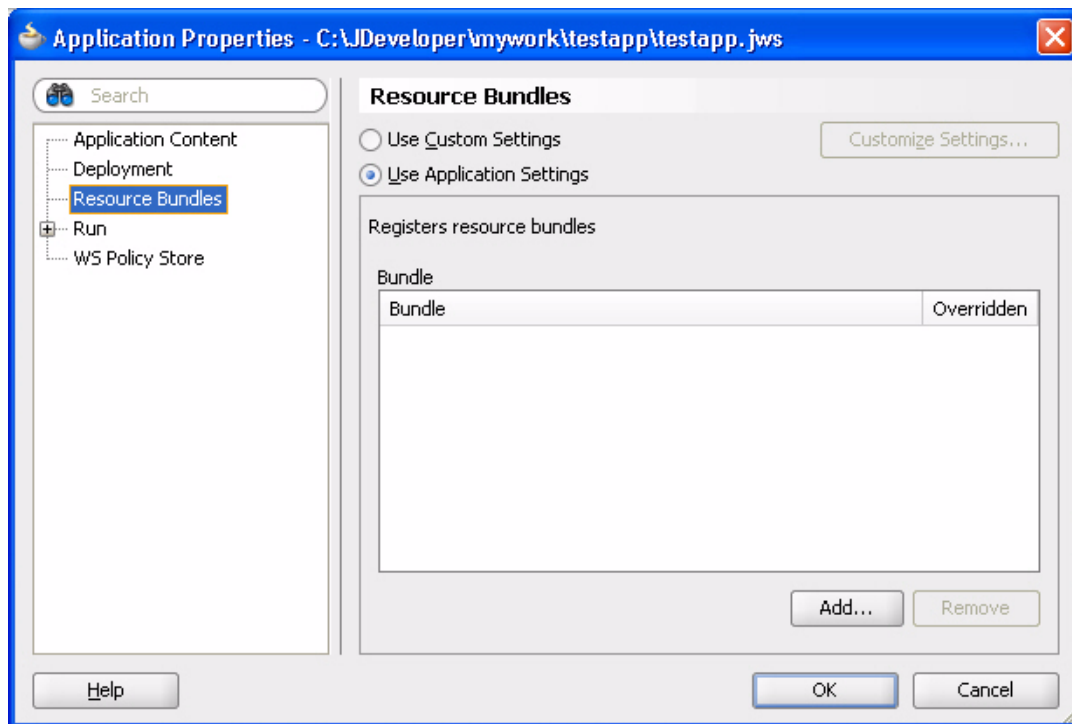 Application Properties - C:\JDeveloper\mywork\testapp\testapp.jws
Search
Application Content
Deployment
Resource Bundles
Run
WS Policy Store
Resource Bundles
Use Custom Settings
Customize Settings...
Use Application Settings
Registers resource bundles
Bundle
Bundle Overridden
Add... Remove
Help OK Cancel